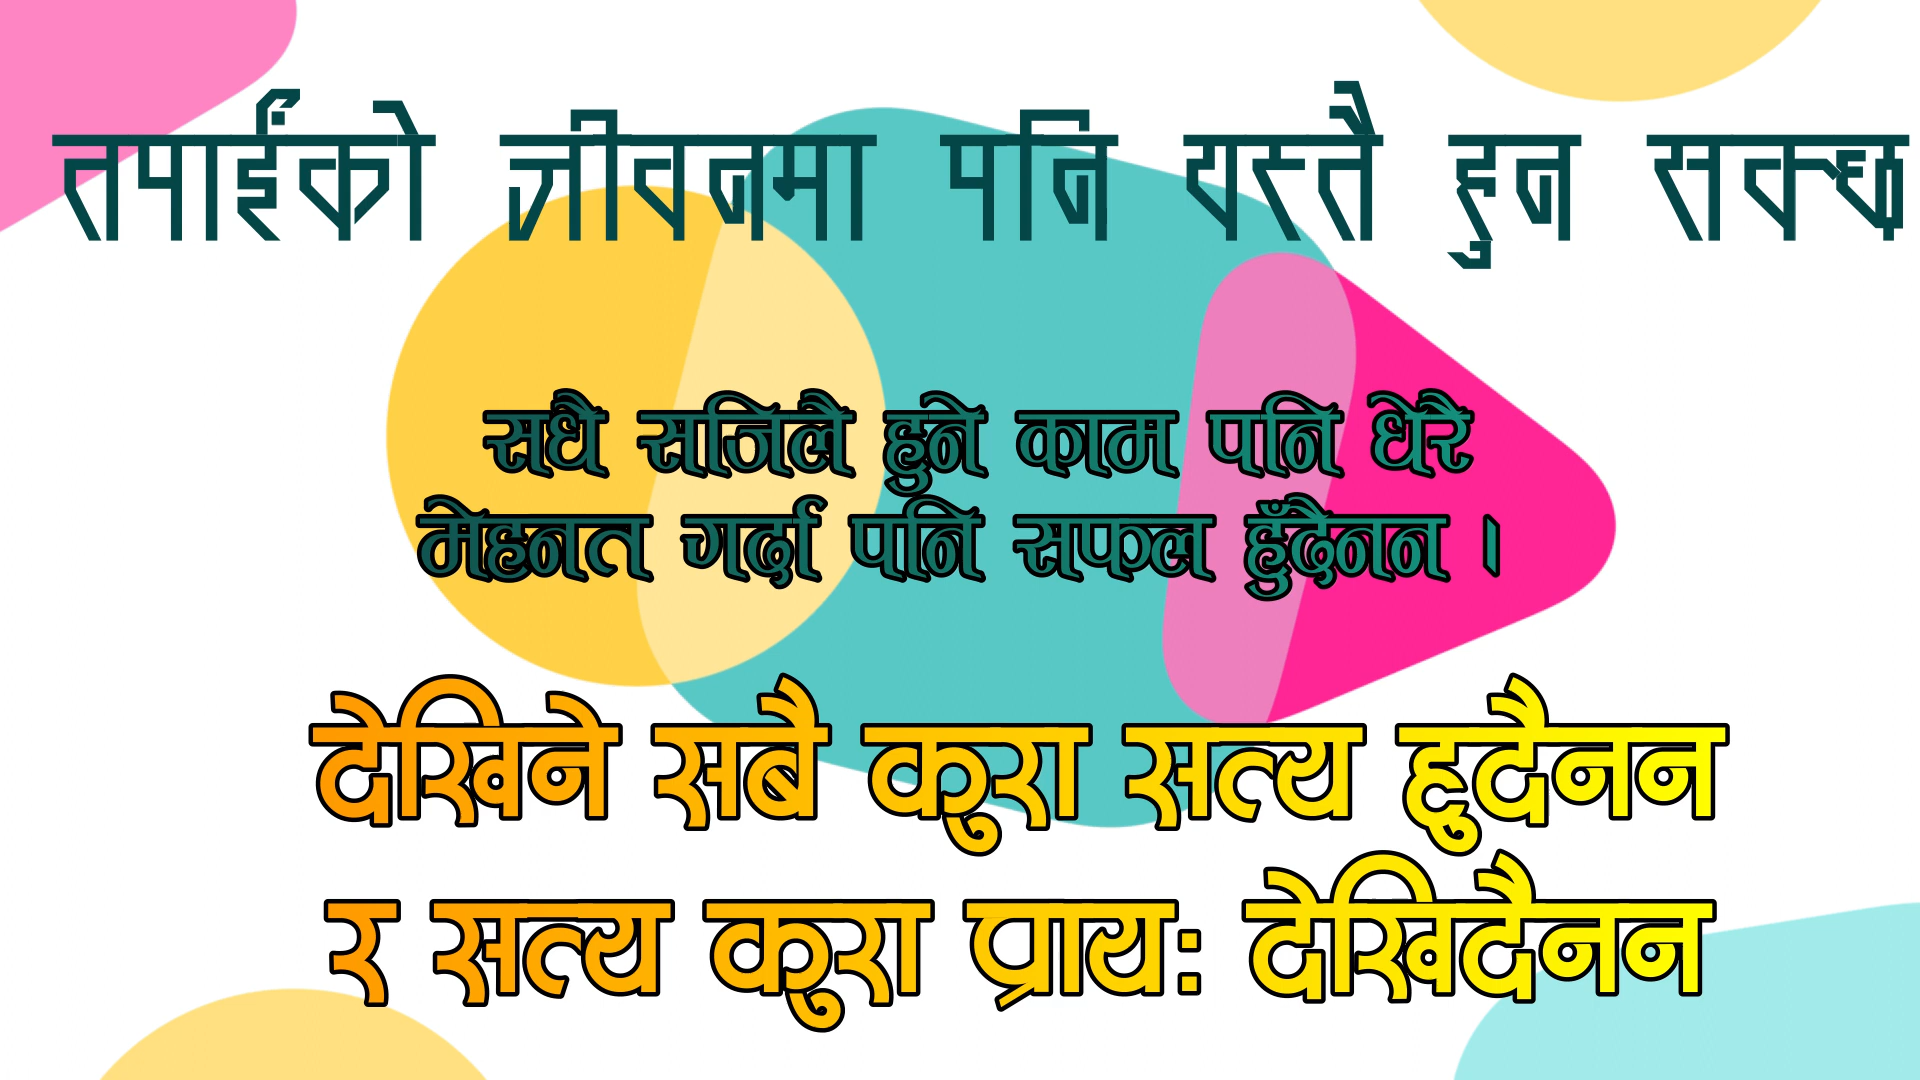 तपाईंको जीवनमा पनि यस्तै हुन सक्छ
सधै सजिलै हुने काम पनि धेरै
मेहनत गर्दा पनि सफल हुँदैनन ।
देखिने सबै कुरा सत्य हुदैनन
र सत्य कुरा प्राय: देखिदैनन